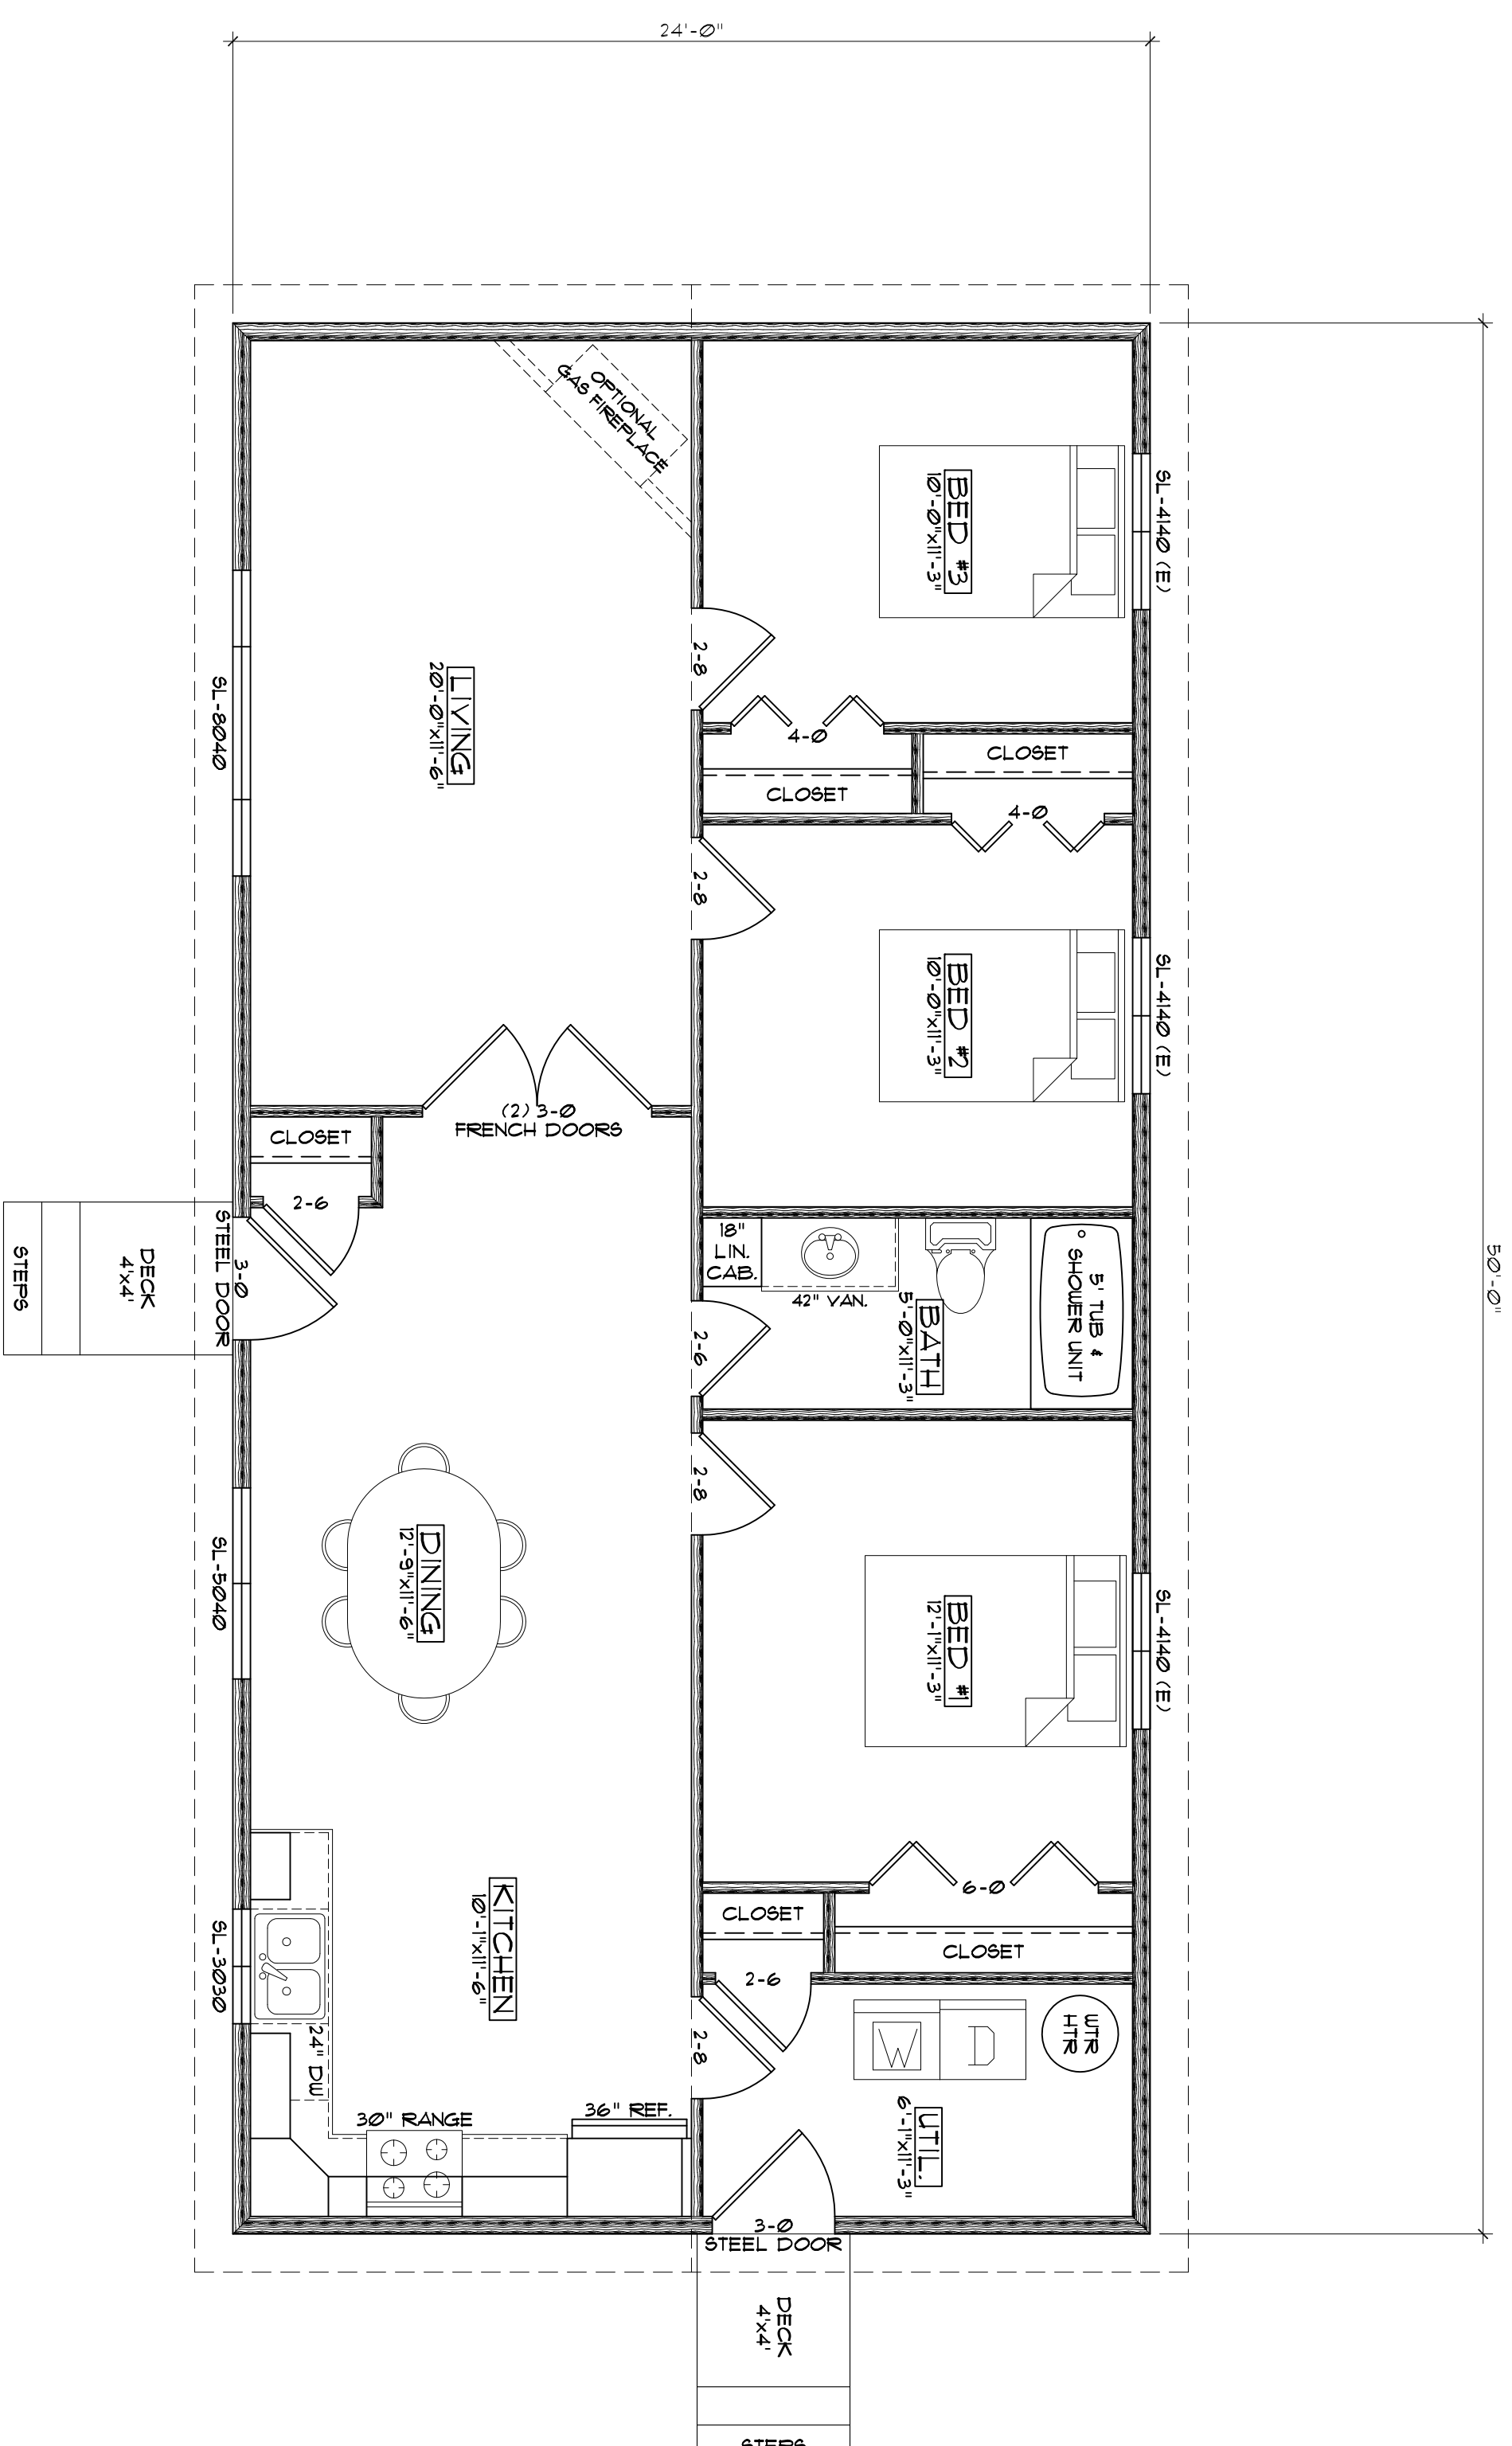 24'-0"
50'-0"
OPTIONAL
GAS FIREPLACE
BED #3
10'-0"x11'-3"
SL-4140 (E)
2-8
LIVING
20'-0"x11'-6"
SL-8040
4-0
CLOSET
CLOSET
4-0
2-8
BED #2
10'-0"x11'-3"
SL-4140 (E)
(2) 3-0
FRENCH DOORS
CLOSET
2-6
STEEL DOOR
3-0
DECK
4'x4'
STEPS
18"
LIN.
CAB.
42" VAN.
BATH
5'-0"x11'-3"
5' TUB &
SHOWER UNIT
2-6
2-8
DINING
12'-9"x11'-6"
SL-5040
BED #1
12'-1"x11'-3"
SL-4140 (E)
6-0
CLOSET
CLOSET
2-6
KITCHEN
10'-1"x11'-6"
SL-3030
24" DW
30" RANGE
36" REF.
2-8
W
D
WTR
HTR
UTIL.
6'-1"x11'-3"
3-0
STEEL DOOR
DECK
4'x4'
STEPS